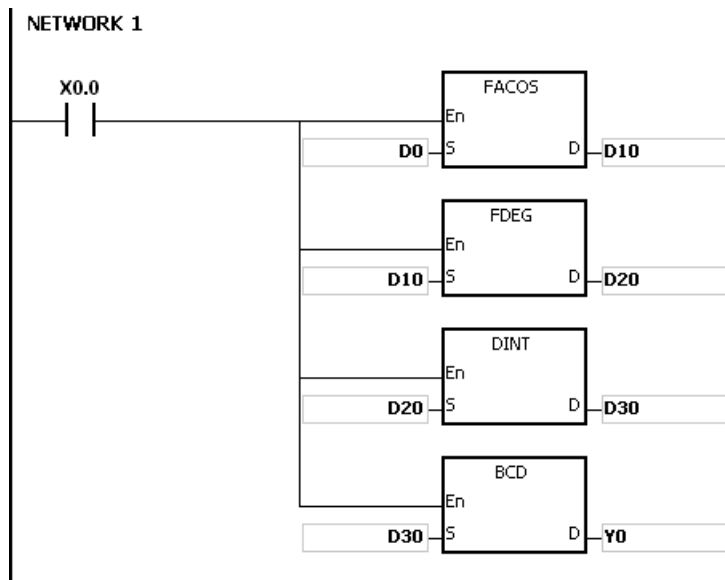 NETWORK 1
X0.0
FACOS
En
D0 S D D10
FDEG
En
D10 S D D20
DINT
En
D20 S D D30
BCD
En
D30 S D Y0